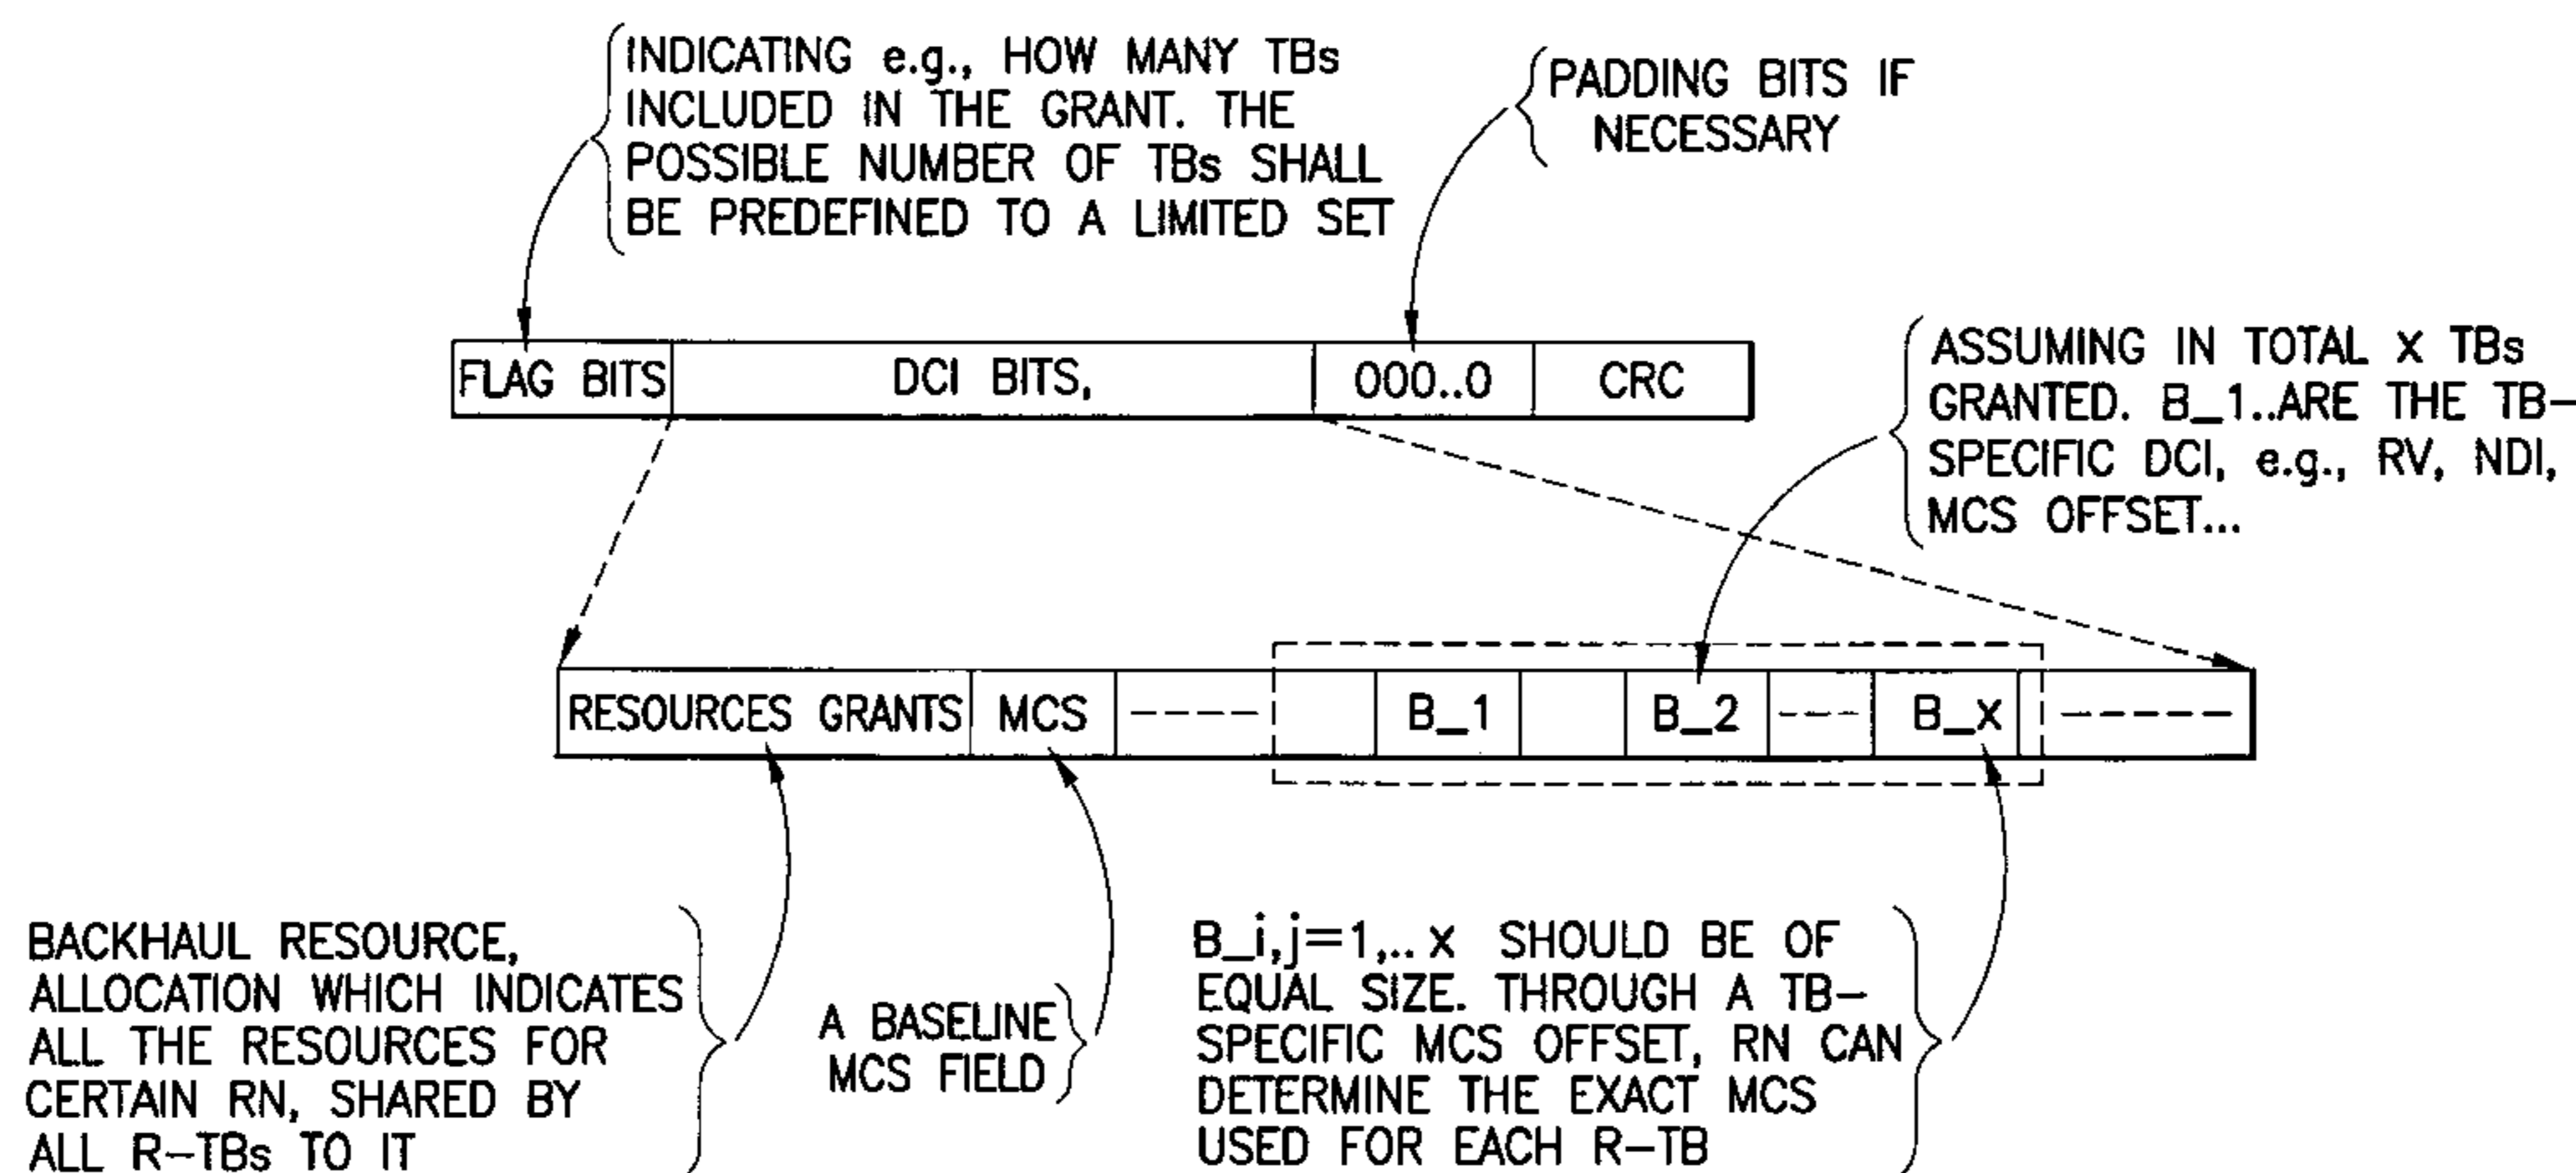 INDICATING e.g., HOW MANY TBs
INCLUDED IN THE GRANT. THE
POSSIBLE NUMBER OF TBs SHALL
BE PREDEFINED TO A LIMITED SET
PADDING BITS IF
NECESSARY
FLAG BITS DCI BITS, 000..0 CRC
ASSUMING IN TOTAL x TBs
GRANTED. B_1..ARE THE TB-
SPECIFIC DCI, e.g., RV, NDI,
MCS OFFSET...
RESOURCES GRANTS MCS B_1 B_2 B_x
BACKHAUL RESOURCE,
ALLOCATION WHICH INDICATES
ALL THE RESOURCES FOR
CERTAIN RN, SHARED BY
ALL R-TBs TO IT
A BASELINE
MCS FIELD
B_i,j=1,.. x SHOULD BE OF
EQUAL SIZE. THROUGH A TB-
SPECIFIC MCS OFFSET, RN CAN
DETERMINE THE EXACT MCS
USED FOR EACH R-TB